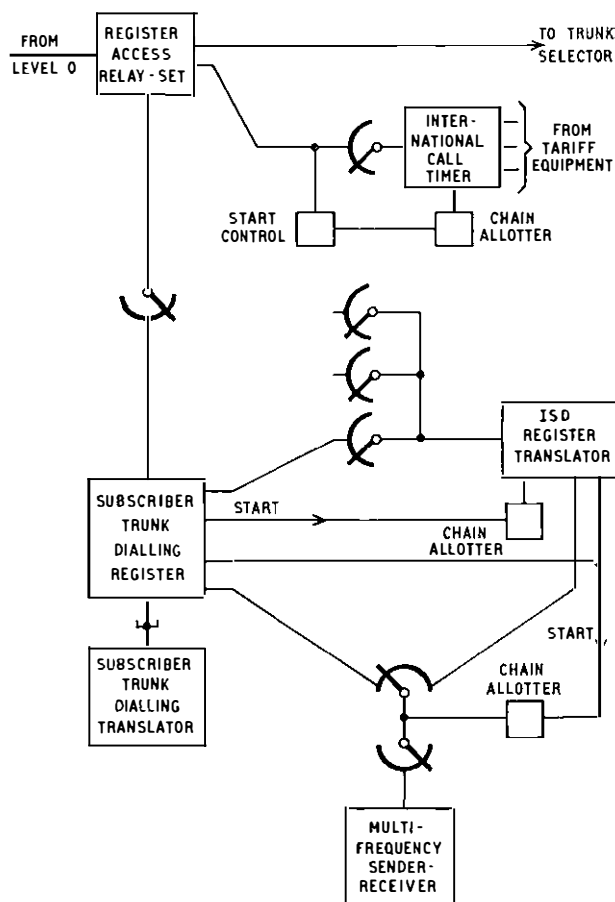 FROM
LEVEL 0
REGISTER
ACCESS
RELAY-SET
TO TRUNK
SELECTOR
INTER-
NATIONAL
CALL
TIMER
FROM
TARIFF
EQUIPMENT
START
CONTROL
CHAIN
ALLOTTER
ISD
REGISTER
TRANSLATOR
SUBSCRIBER
TRUNK
DIALLING
REGISTER
START
CHAIN
ALLOTTER
START
SUBSCRIBER
TRUNK
DIALLING
TRANSLATOR
CHAIN
ALLOTTER
MULTI-
FREQUENCY
SENDER-
RECEIVER